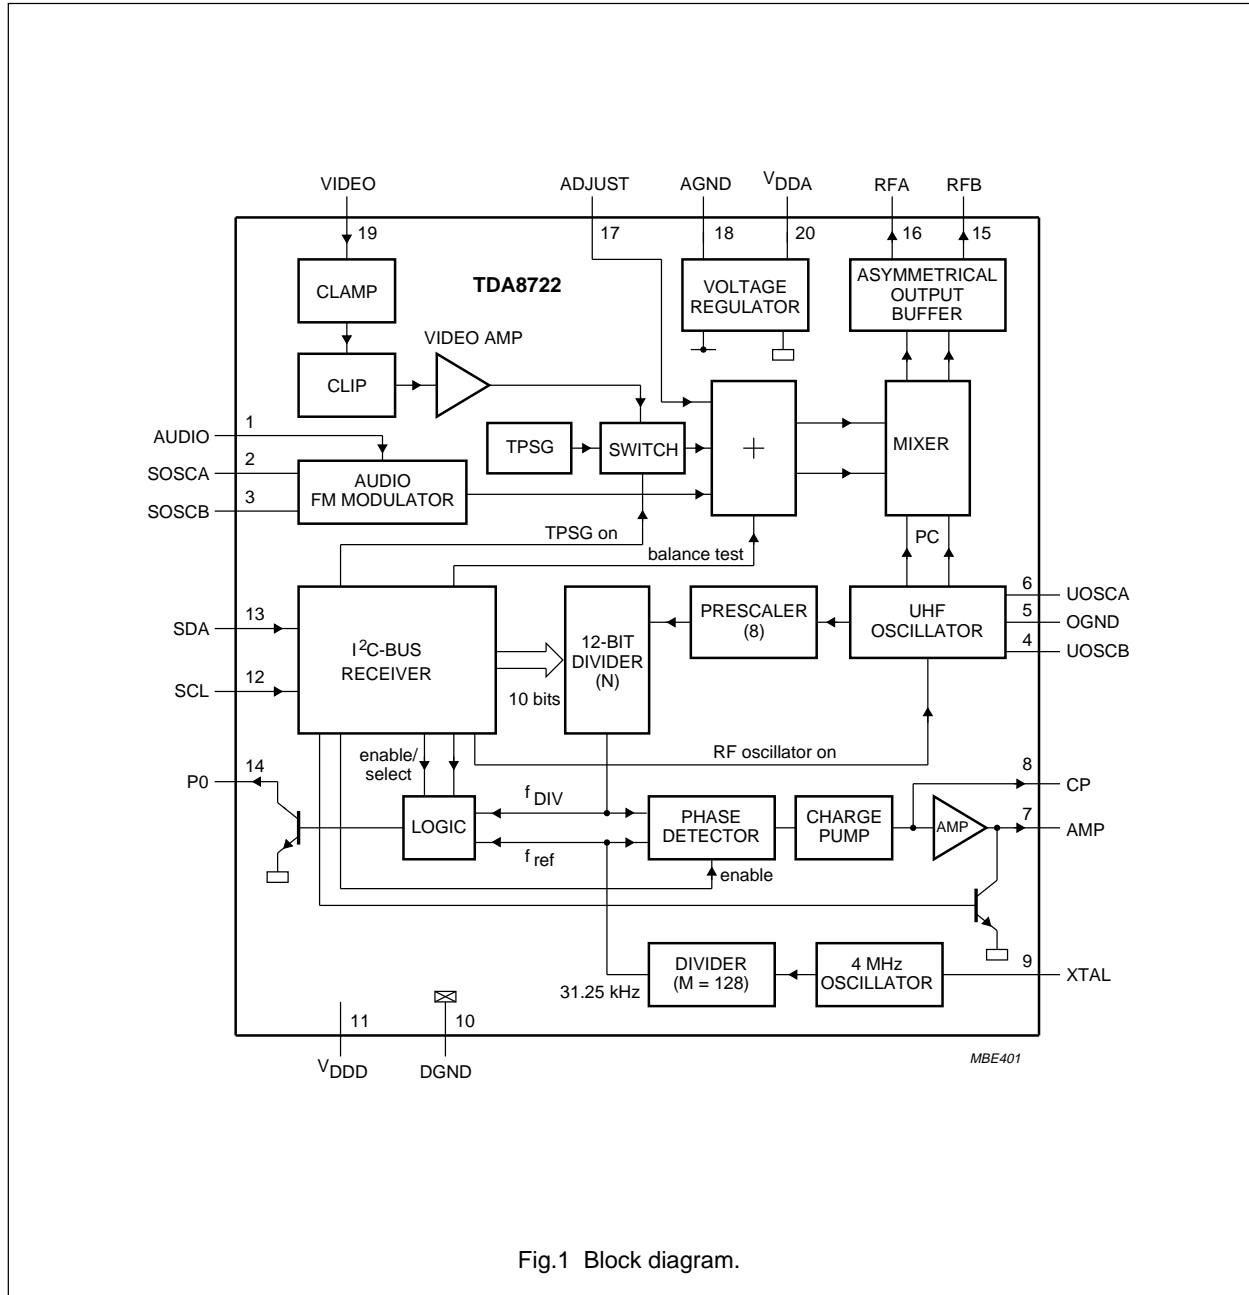 VIDEO
ADJUST
AGND
VDDA
RFA
RFB
19
17
18
20
16
15
CLAMP
TDA8722
VOLTAGE
REGULATOR
ASYMMETRICAL
OUTPUT
BUFFER
VIDEO AMP
CLIP
1
AUDIO
2
SOSCA
3
SOSCB
AUDIO
FM MODULATOR
TPSG
SWITCH
+
MIXER
TPSG on
balance test
PC
13
SDA
12
SCL
I2C-BUS
RECEIVER
10 bits
12-BIT
DIVIDER
(N)
PRESCALER
(8)
UHF
OSCILLATOR
6
UOSCA
5
OGND
4
UOSCB
enable/
select
RF oscillator on
14
P0
LOGIC
fDIV
fref
PHASE
DETECTOR
CHARGE
PUMP
AMP
8
CP
7
AMP
enable
31.25 kHz
DIVIDER
(M = 128)
4 MHz
OSCILLATOR
9
XTAL
11
10
VDDD
DGND
MBE401
Fig.1 Block diagram.